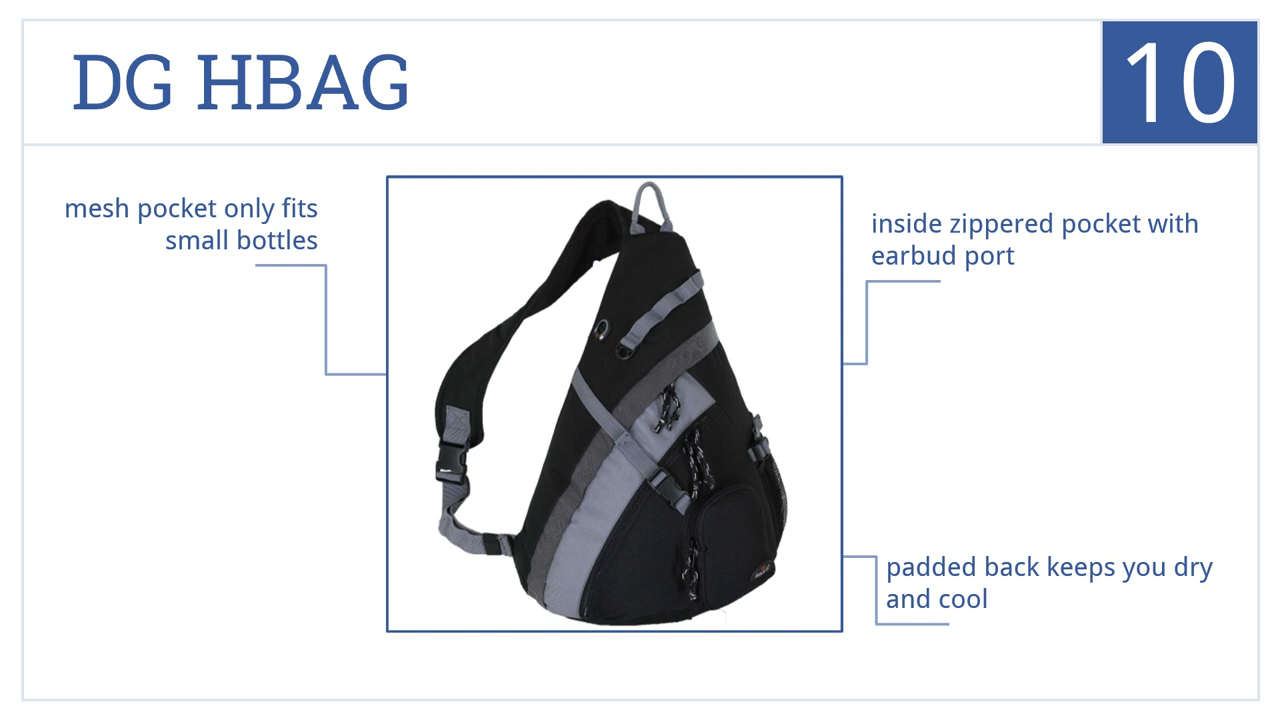 DG HBAG
10
mesh pocket only fits
small bottles
inside zippered pocket with
earbud port
padded back keeps you dry
and cool